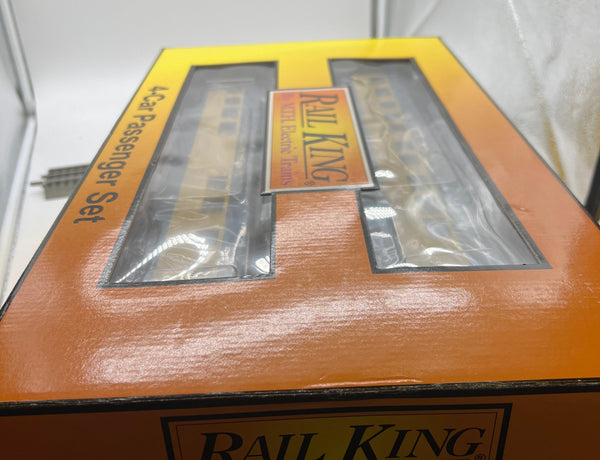 4-Car Passenger Set
RAIL KING®
MTH Electric Trains
RAIL KING®